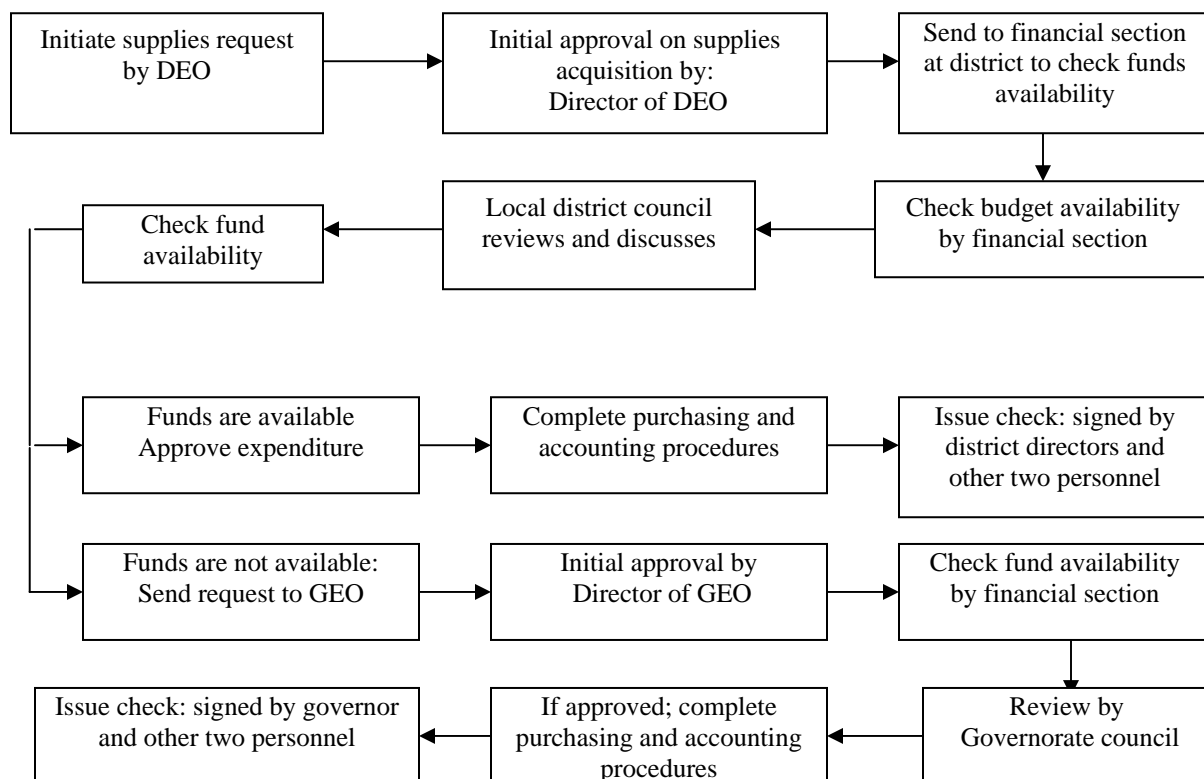 Initiate supplies request
by DEO
Initial approval on supplies
acquisition by:
Director of DEO
Send to financial section
at district to check funds
availability
Check fund
availability
Local district council
reviews and discusses
Check budget availability
by financial section
Funds are available
Approve expenditure
Complete purchasing and
accounting procedures
Issue check: signed by
district directors and
other two personnel
Funds are not available:
Send request to GEO
Initial approval by
Director of GEO
Check fund availability
by financial section
Issue check: signed by governor
and other two personnel
If approved; complete
purchasing and accounting
procedures
Review by
Governorate council